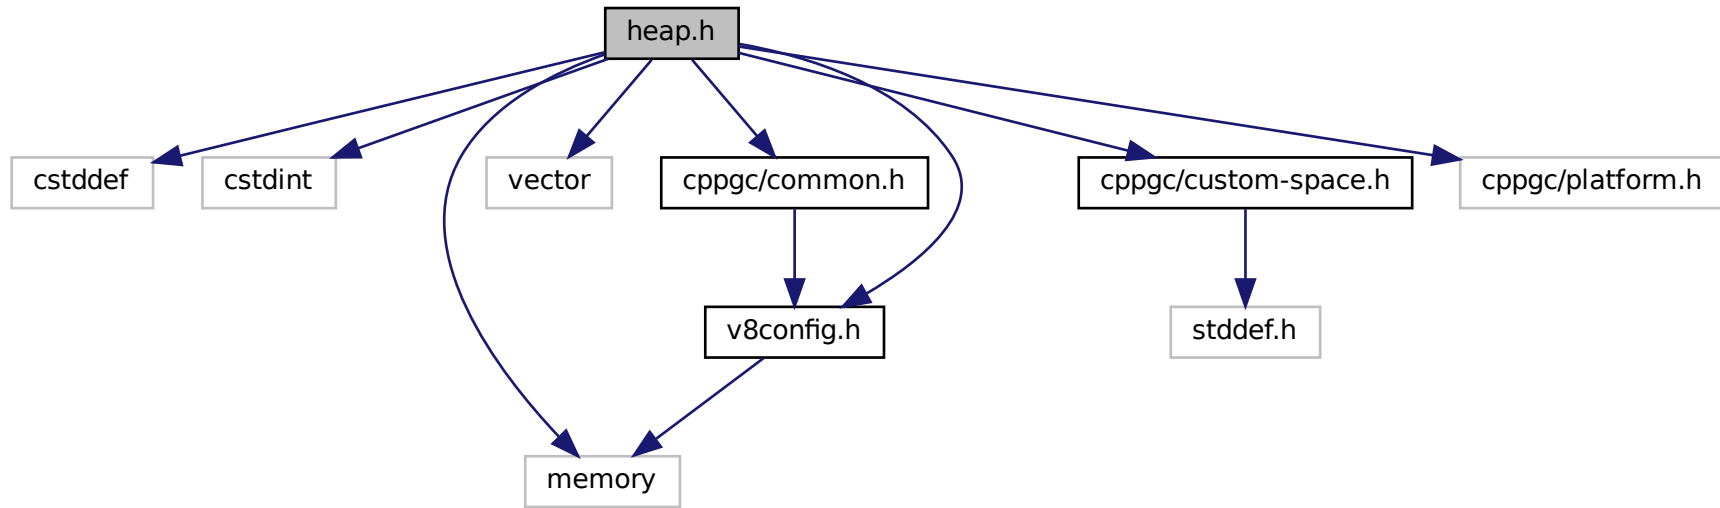 heap.h
cstddef
cstdint
vector
cppgc/common.h
cppgc/custom-space.h
cppgc/platform.h
v8config.h
stddef.h
memory